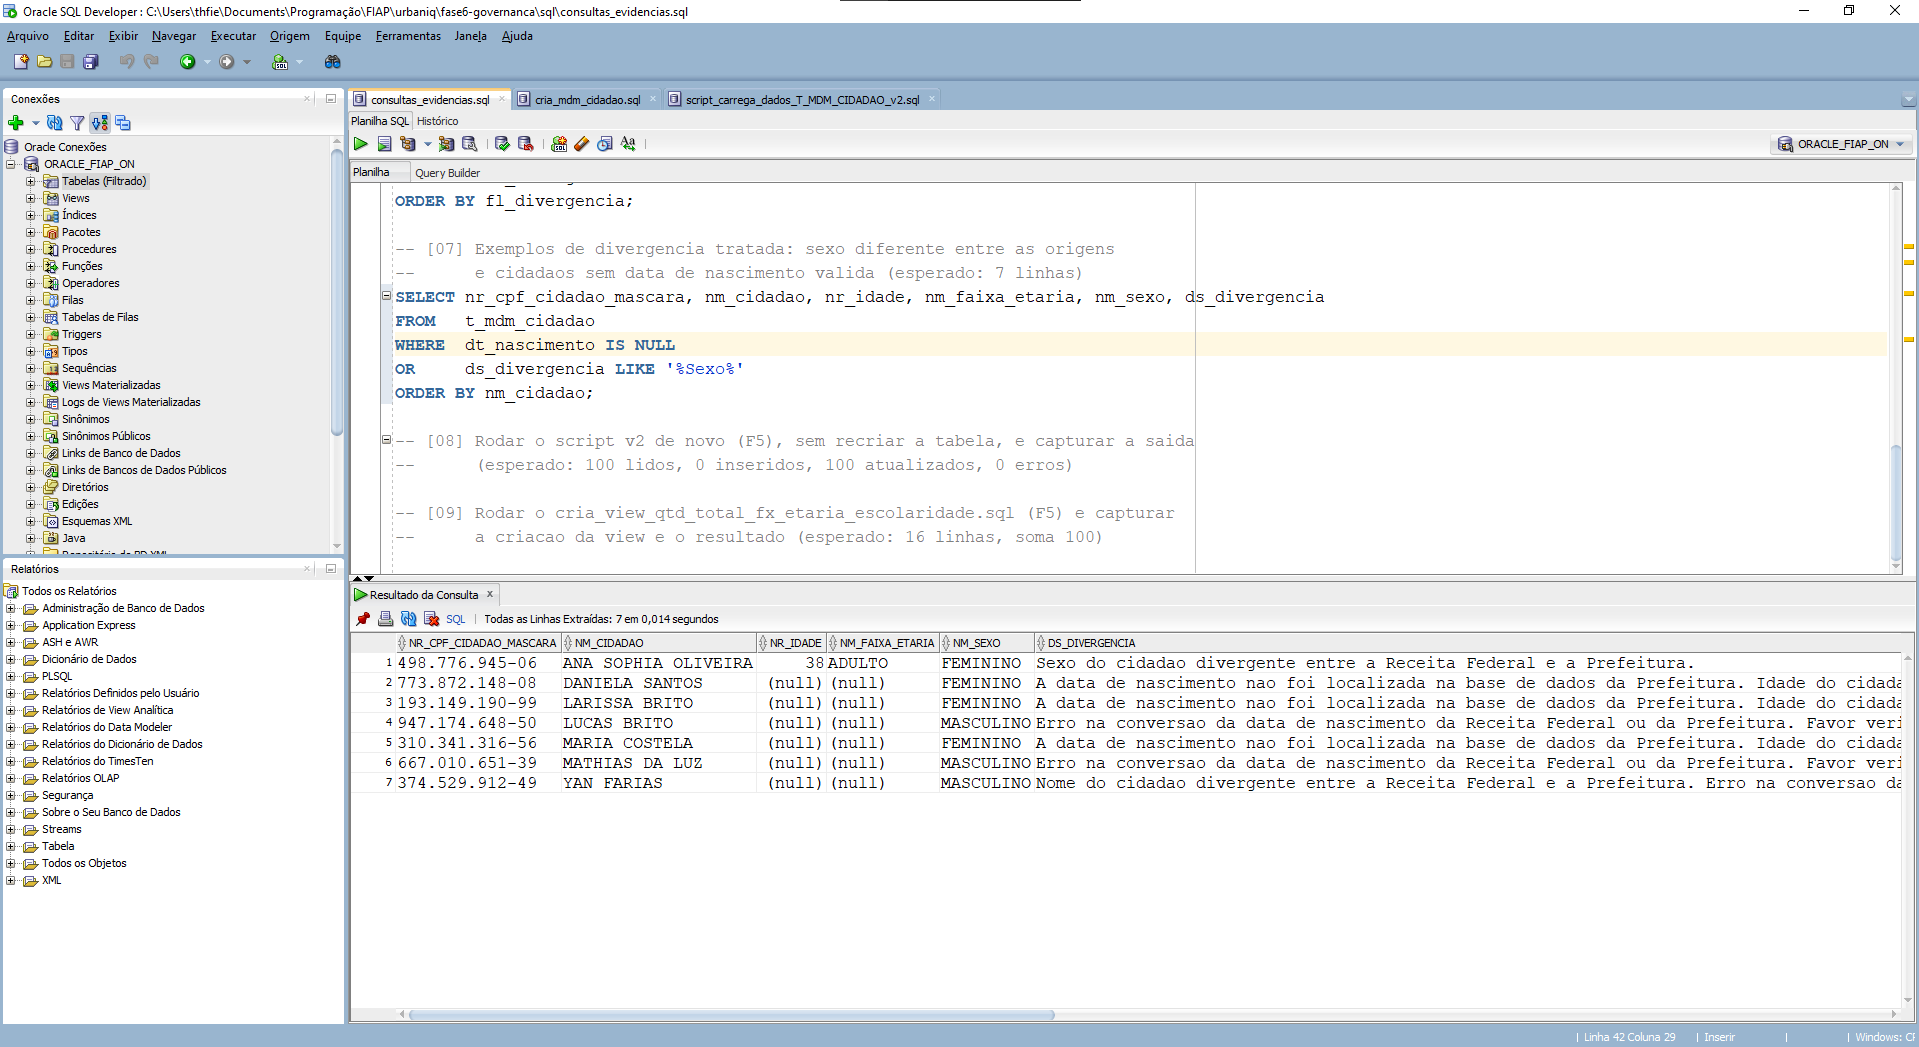 Oracle SQL Developer : C:\Users\thfie\Documents\Programação\FIAP\urbaniq\fase6-governanca\sql\consultas_evidencias.sql
Arquivo Editar Exibir Navegar Executar Origem Equipe Ferramentas Janela Ajuda
Conexões
Oracle Conexões
ORACLE_FIAP_ON
Tabelas (Filtrado)
Views
Índices
Pacotes
Procedures
Funções
Operadores
Filas
Tabelas de Filas
Triggers
Tipos
Sequências
Views Materializadas
Logs de Views Materializadas
Sinônimos
Sinônimos Públicos
Links de Banco de Dados
Links de Bancos de Dados Públicos
Diretórios
Edições
Esquemas XML
Java
Relatórios
Todos os Relatórios
Administração de Banco de Dados
Application Express
ASH e AWR
Dicionário de Dados
PLSQL
Relatórios Definidos pelo Usuário
Relatórios de View Analítica
Relatórios do Data Modeler
Relatórios do Dicionário de Dados
Relatórios do TimesTen
Relatórios OLAP
Segurança
Sobre o Seu Banco de Dados
Streams
Tabela
Todos os Objetos
XML
consultas_evidencias.sql cria_mdm_cidadao.sql script_carrega_dados_T_MDM_CIDADAO_v2.sql
Planilha SQL Histórico
ORACLE_FIAP_ON
Planilha Query Builder
ORDER BY fl_divergencia;
-- [07] Exemplos de divergencia tratada: sexo diferente entre as origens
-- e cidadaos sem data de nascimento valida (esperado: 7 linhas)
SELECT nr_cpf_cidadao_mascara, nm_cidadao, nr_idade, nm_faixa_etaria, nm_sexo, ds_divergencia
FROM t_mdm_cidadao
WHERE dt_nascimento IS NULL
OR ds_divergencia LIKE '%Sexo%'
ORDER BY nm_cidadao;
-- [08] Rodar o script v2 de novo (F5), sem recriar a tabela, e capturar a saida
-- (esperado: 100 lidos, 0 inseridos, 100 atualizados, 0 erros)
-- [09] Rodar o cria_view_qtd_total_fx_etaria_escolaridade.sql (F5) e capturar
-- a criacao da view e o resultado (esperado: 16 linhas, soma 100)
Resultado da Consulta x
SQL | Todas as Linhas Extraídas: 7 em 0,014 segundos
NR_CPF_CIDADAO_MASCARA NM_CIDADAO NR_IDADE NM_FAIXA_ETARIA NM_SEXO DS_DIVERGENCIA
1 498.776.945-06 ANA SOPHIA OLIVEIRA 38 ADULTO FEMININO Sexo do cidadao divergente entre a Receita Federal e a Prefeitura.
2 773.872.148-08 DANIELA SANTOS (null) (null) FEMININO A data de nascimento nao foi localizada na base de dados da Prefeitura. Idade do cidada
3 193.149.190-99 LARISSA BRITO (null) (null) FEMININO A data de nascimento nao foi localizada na base de dados da Prefeitura. Idade do cidada
4 947.174.648-50 LUCAS BRITO (null) (null) MASCULINO Erro na conversao da data de nascimento da Receita Federal ou da Prefeitura. Favor veri
5 310.341.316-56 MARIA COSTELA (null) (null) FEMININO A data de nascimento nao foi localizada na base de dados da Prefeitura. Idade do cidada
6 667.010.651-39 MATHIAS DA LUZ (null) (null) MASCULINO Erro na conversao da data de nascimento da Receita Federal ou da Prefeitura. Favor veri
7 374.529.912-49 YAN FARIAS (null) (null) MASCULINO Nome do cidadao divergente entre a Receita Federal e a Prefeitura. Erro na conversao da
| Linha 42 Coluna 29 | Inserir | | Windows: CF